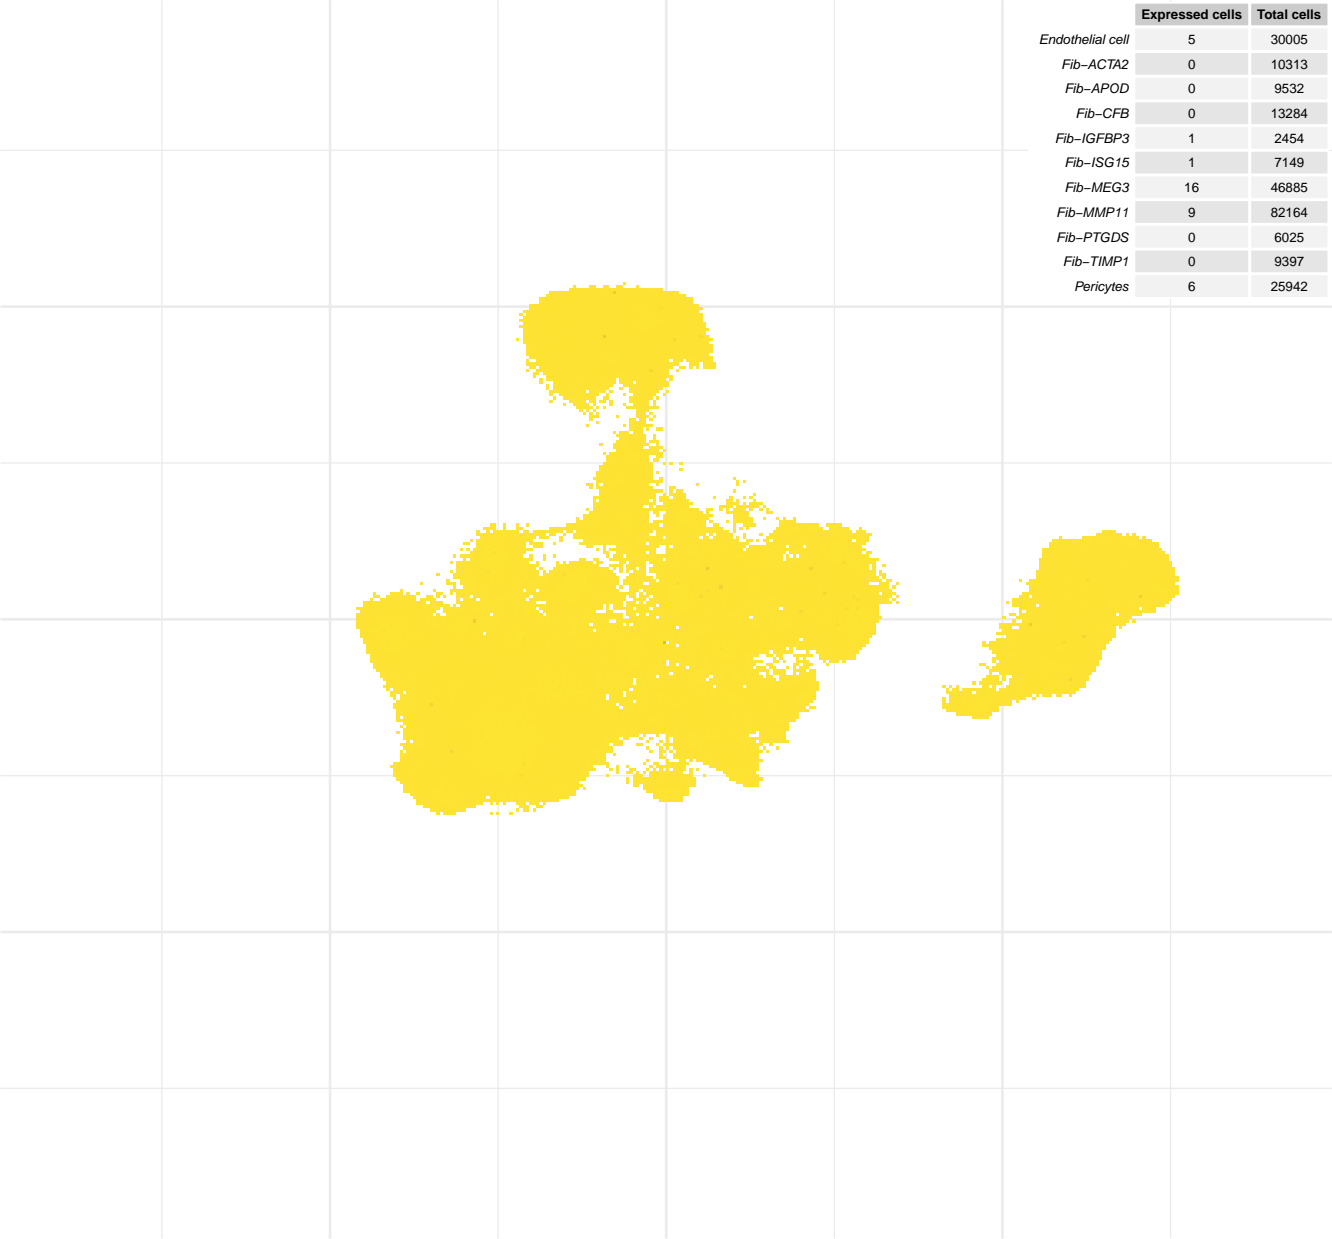 Expressed cells Total cells
Endothelial cell 5 30005
Fib−ACTA2 0 10313
Fib−APOD 0 9532
Fib−CFB 0 13284
Fib−IGFBP3 1 2454
Fib−ISG15 1 7149
Fib−MEG3 16 46885
Fib−MMP11 9 82164
Fib−PTGDS 0 6025
Fib−TIMP1 0 9397
Pericytes 6 25942